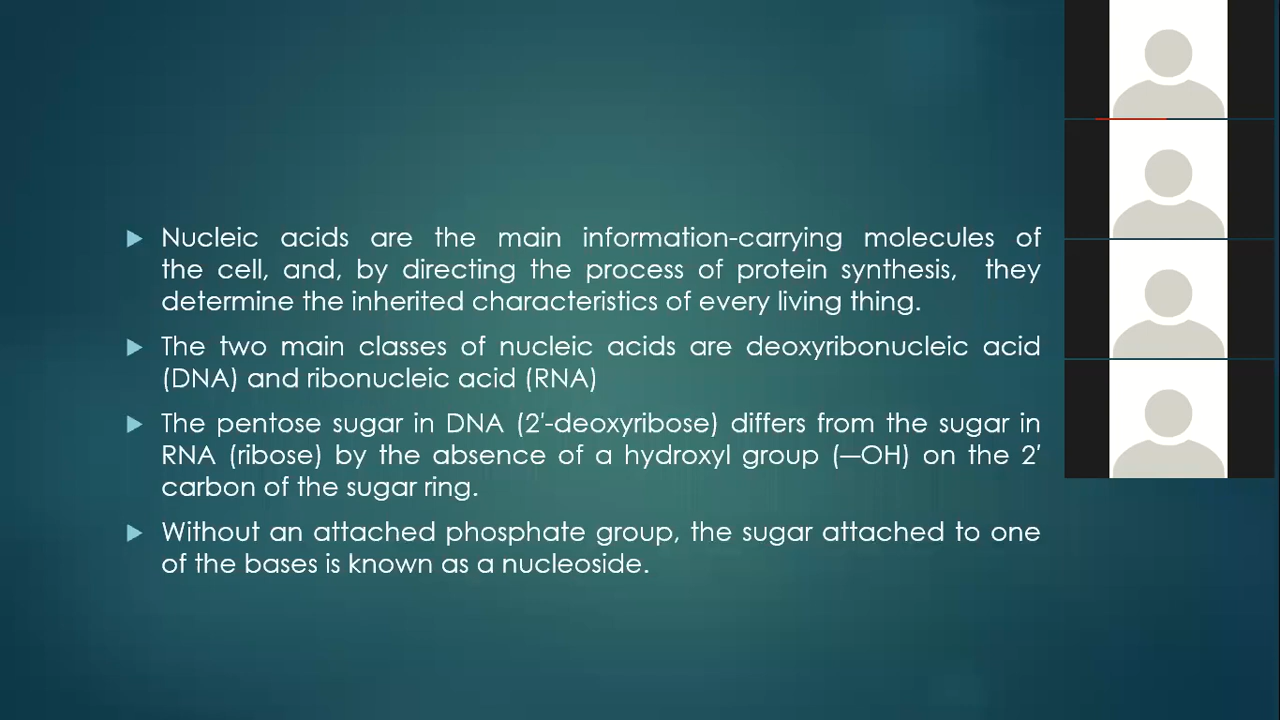 Nucleic acids are the main information-carrying molecules of
the cell, and, by directing the process of protein synthesis, they
determine the inherited characteristics of every living thing.
The two main classes of nucleic acids are deoxyribonucleic acid
(DNA) and ribonucleic acid (RNA)
The pentose sugar in DNA (2′-deoxyribose) differs from the sugar in
RNA (ribose) by the absence of a hydroxyl group (―OH) on the 2′
carbon of the sugar ring.
Without an attached phosphate group, the sugar attached to one
of the bases is known as a nucleoside.